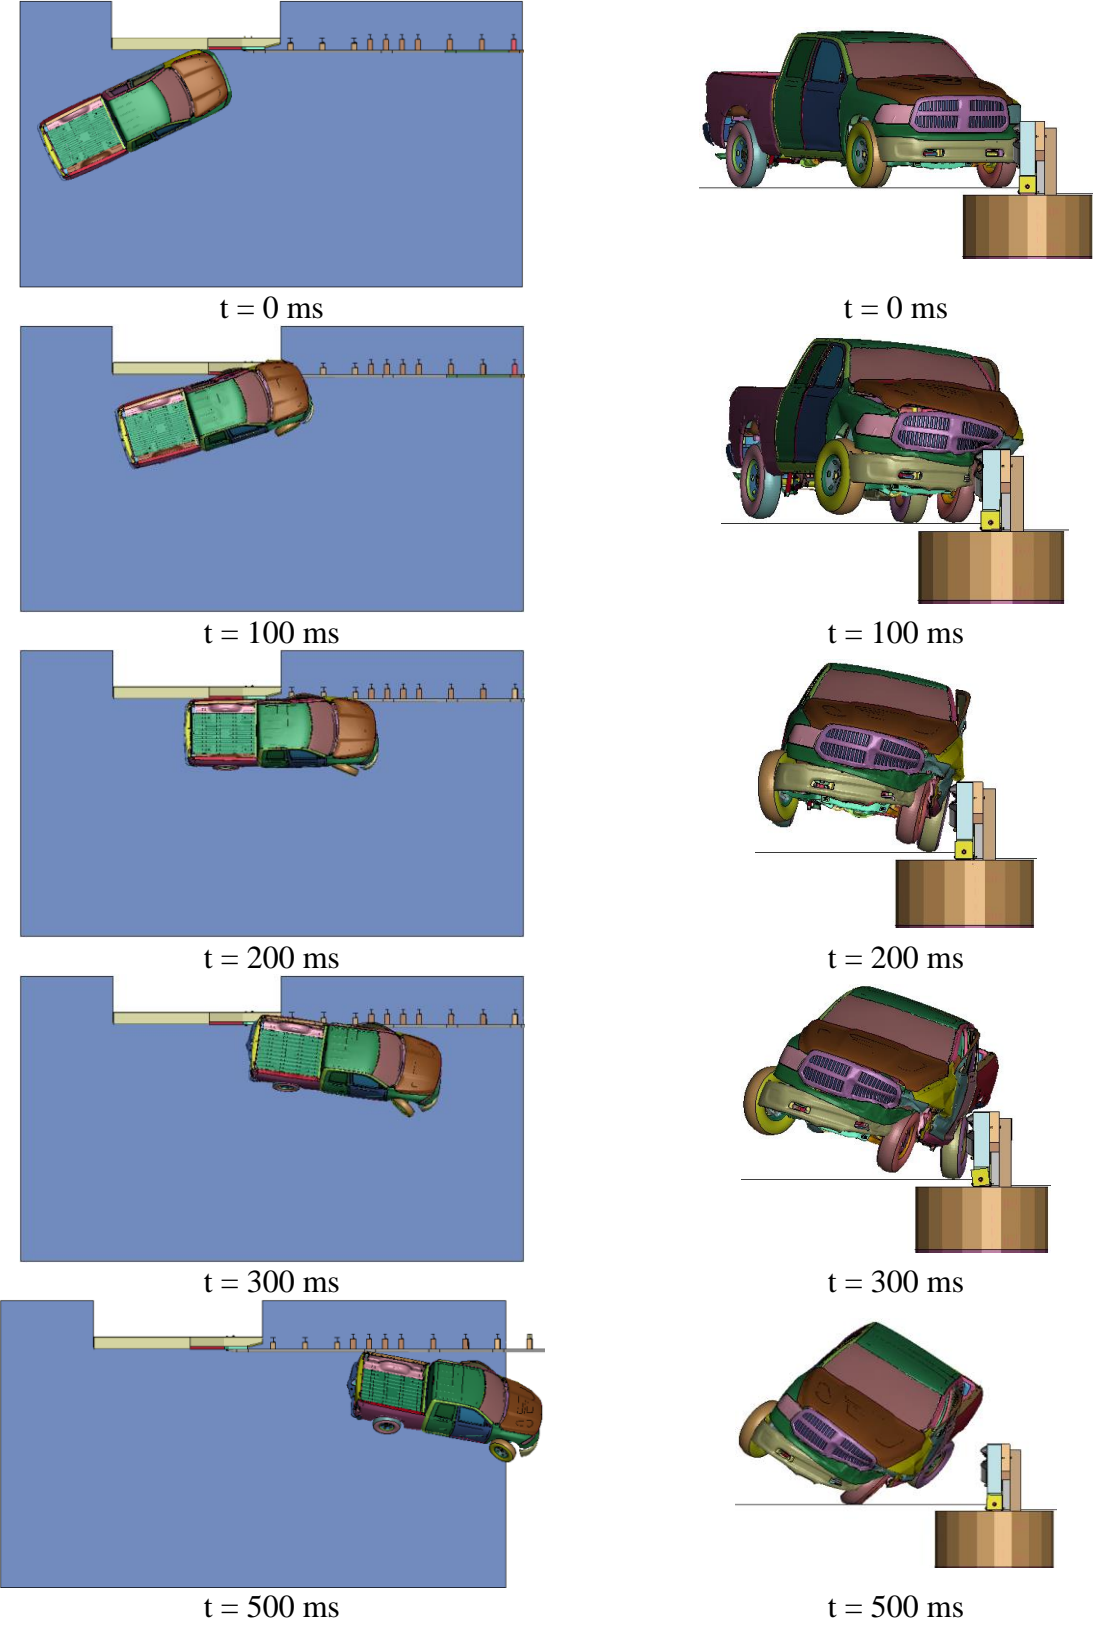 t = 0 ms
t = 0 ms
t = 100 ms
t = 100 ms
t = 200 ms
t = 200 ms
t = 300 ms
t = 300 ms
t = 500 ms
t = 500 ms